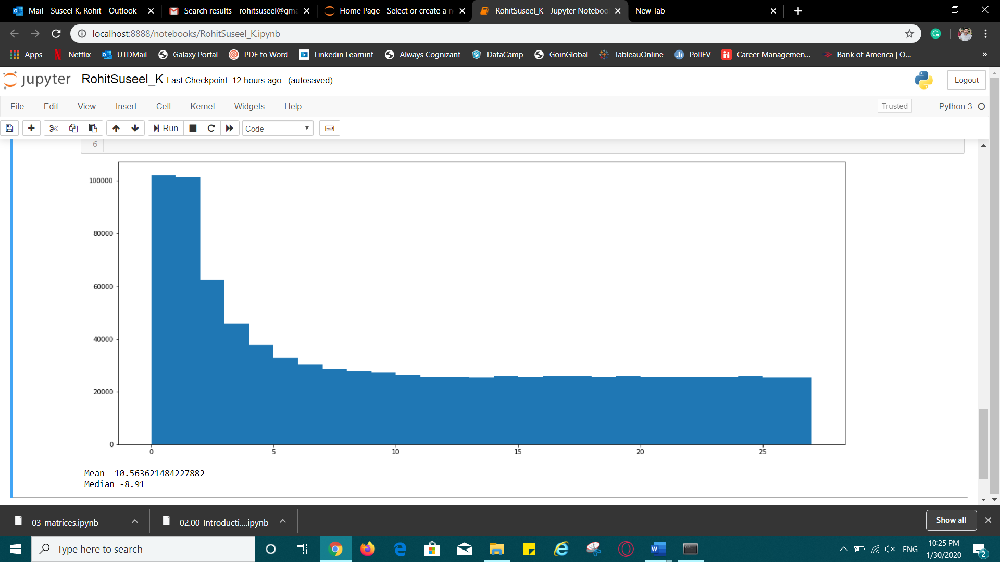 Mail - Suseel K, Rohit - Outlook
Search results - rohitsuseel@gma
Home Page - Select or create a n
RohitSuseel_K - Jupyter Noteboo
New Tab
localhost:8888/notebooks/RohitSuseel_K.ipynb
Apps
Netflix
UTDMail
Galaxy Portal
PDF to Word
Linkedin Learninf
Always Cognizant
DataCamp
GoinGlobal
TableauOnline
PollEV
Career Managemen...
Bank of America | O...
»
jupyter
RohitSuseel_K Last Checkpoint: 12 hours ago (autosaved)
Logout
File Edit View Insert Cell Kernel Widgets Help
Trusted
Python 3
Run
Code
6
100000
80000
60000
40000
20000
0
0 5 10 15 20 25
Mean -10.563621484227882
Median -8.91
03-matrices.ipynb
02.00-Introducti....ipynb
Show all
Type here to search
ENG
10:25 PM
1/30/2020
2